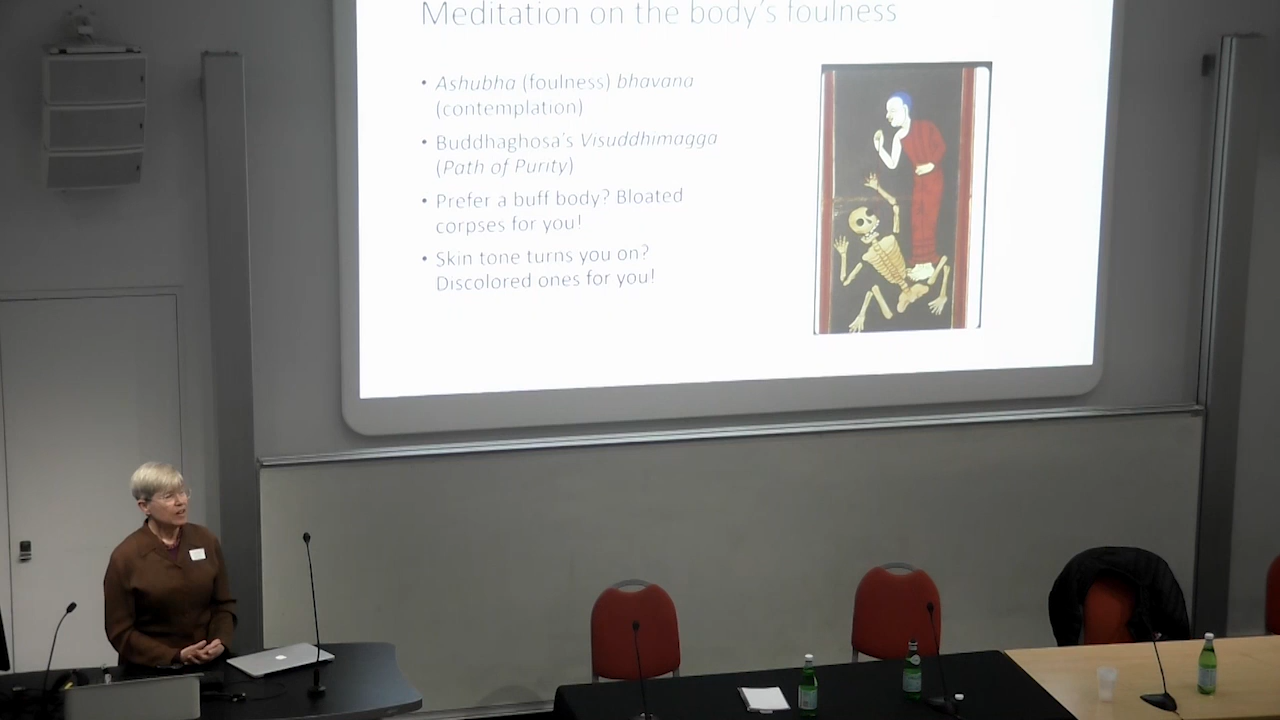 Meditation on the body's foulness
• Ashubha (foulness) bhavana
(contemplation)
• Buddhaghosa's Visuddhimagga
(Path of Purity)
• Prefer a buff body? Bloated
corpses for you!
• Skin tone turns you on?
Discolored ones for you!